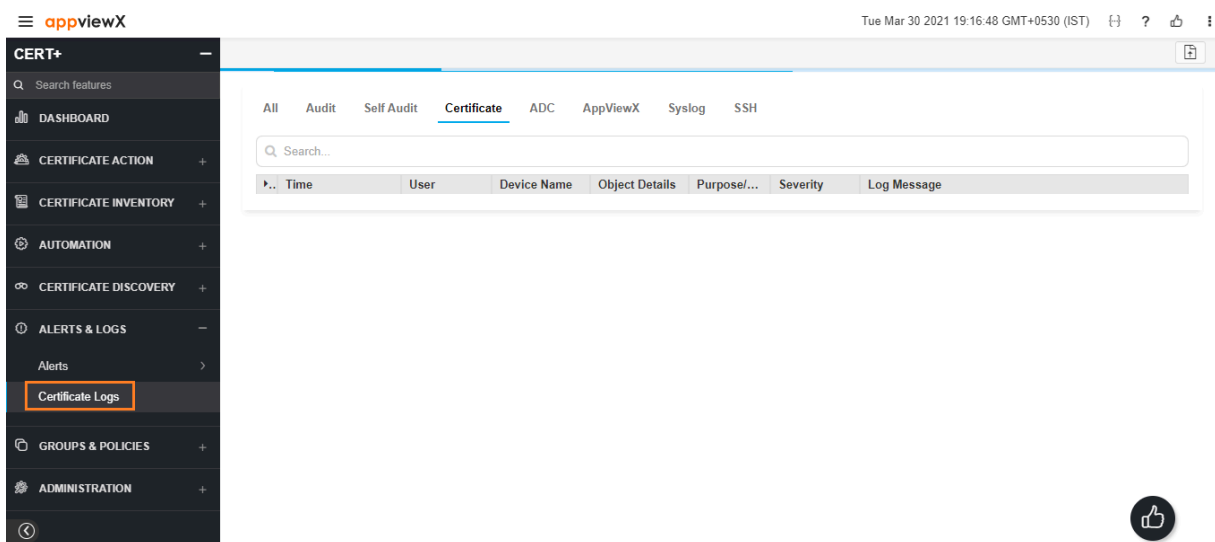 appviewX
Tue Mar 30 2021 19:16:48 GMT+0530 (IST) ?
CERT+
Search features
DASHBOARD
CERTIFICATE ACTION +
CERTIFICATE INVENTORY +
AUTOMATION +
CERTIFICATE DISCOVERY +
ALERTS & LOGS −
Alerts >
Certificate Logs
GROUPS & POLICIES +
ADMINISTRATION +
All Audit Self Audit Certificate ADC AppViewX Syslog SSH
Search...
.. Time User Device Name Object Details Purpose/... Severity Log Message